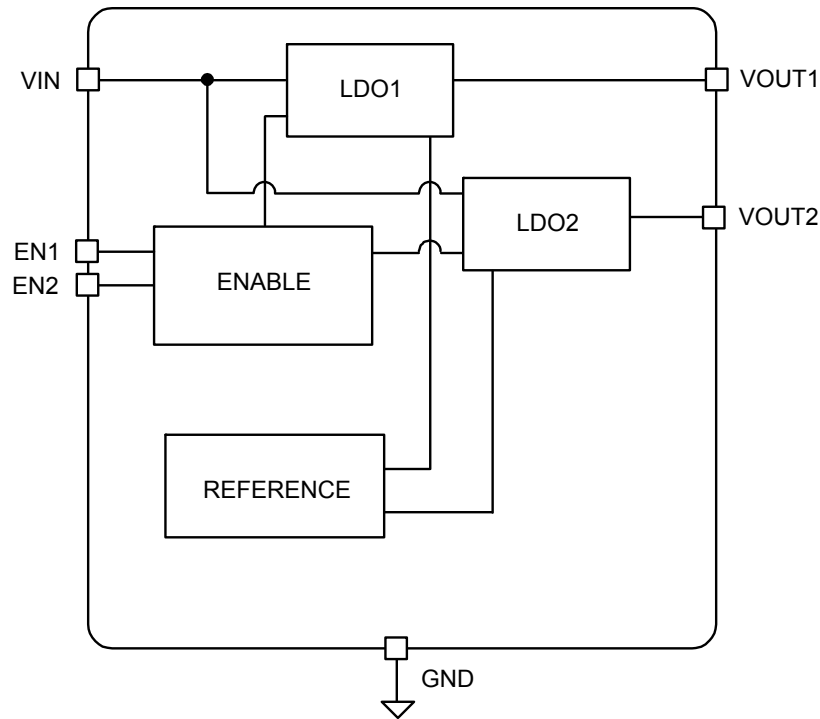 VIN
LDO1
VOUT1
LDO2
VOUT2
EN1
EN2
ENABLE
REFERENCE
GND